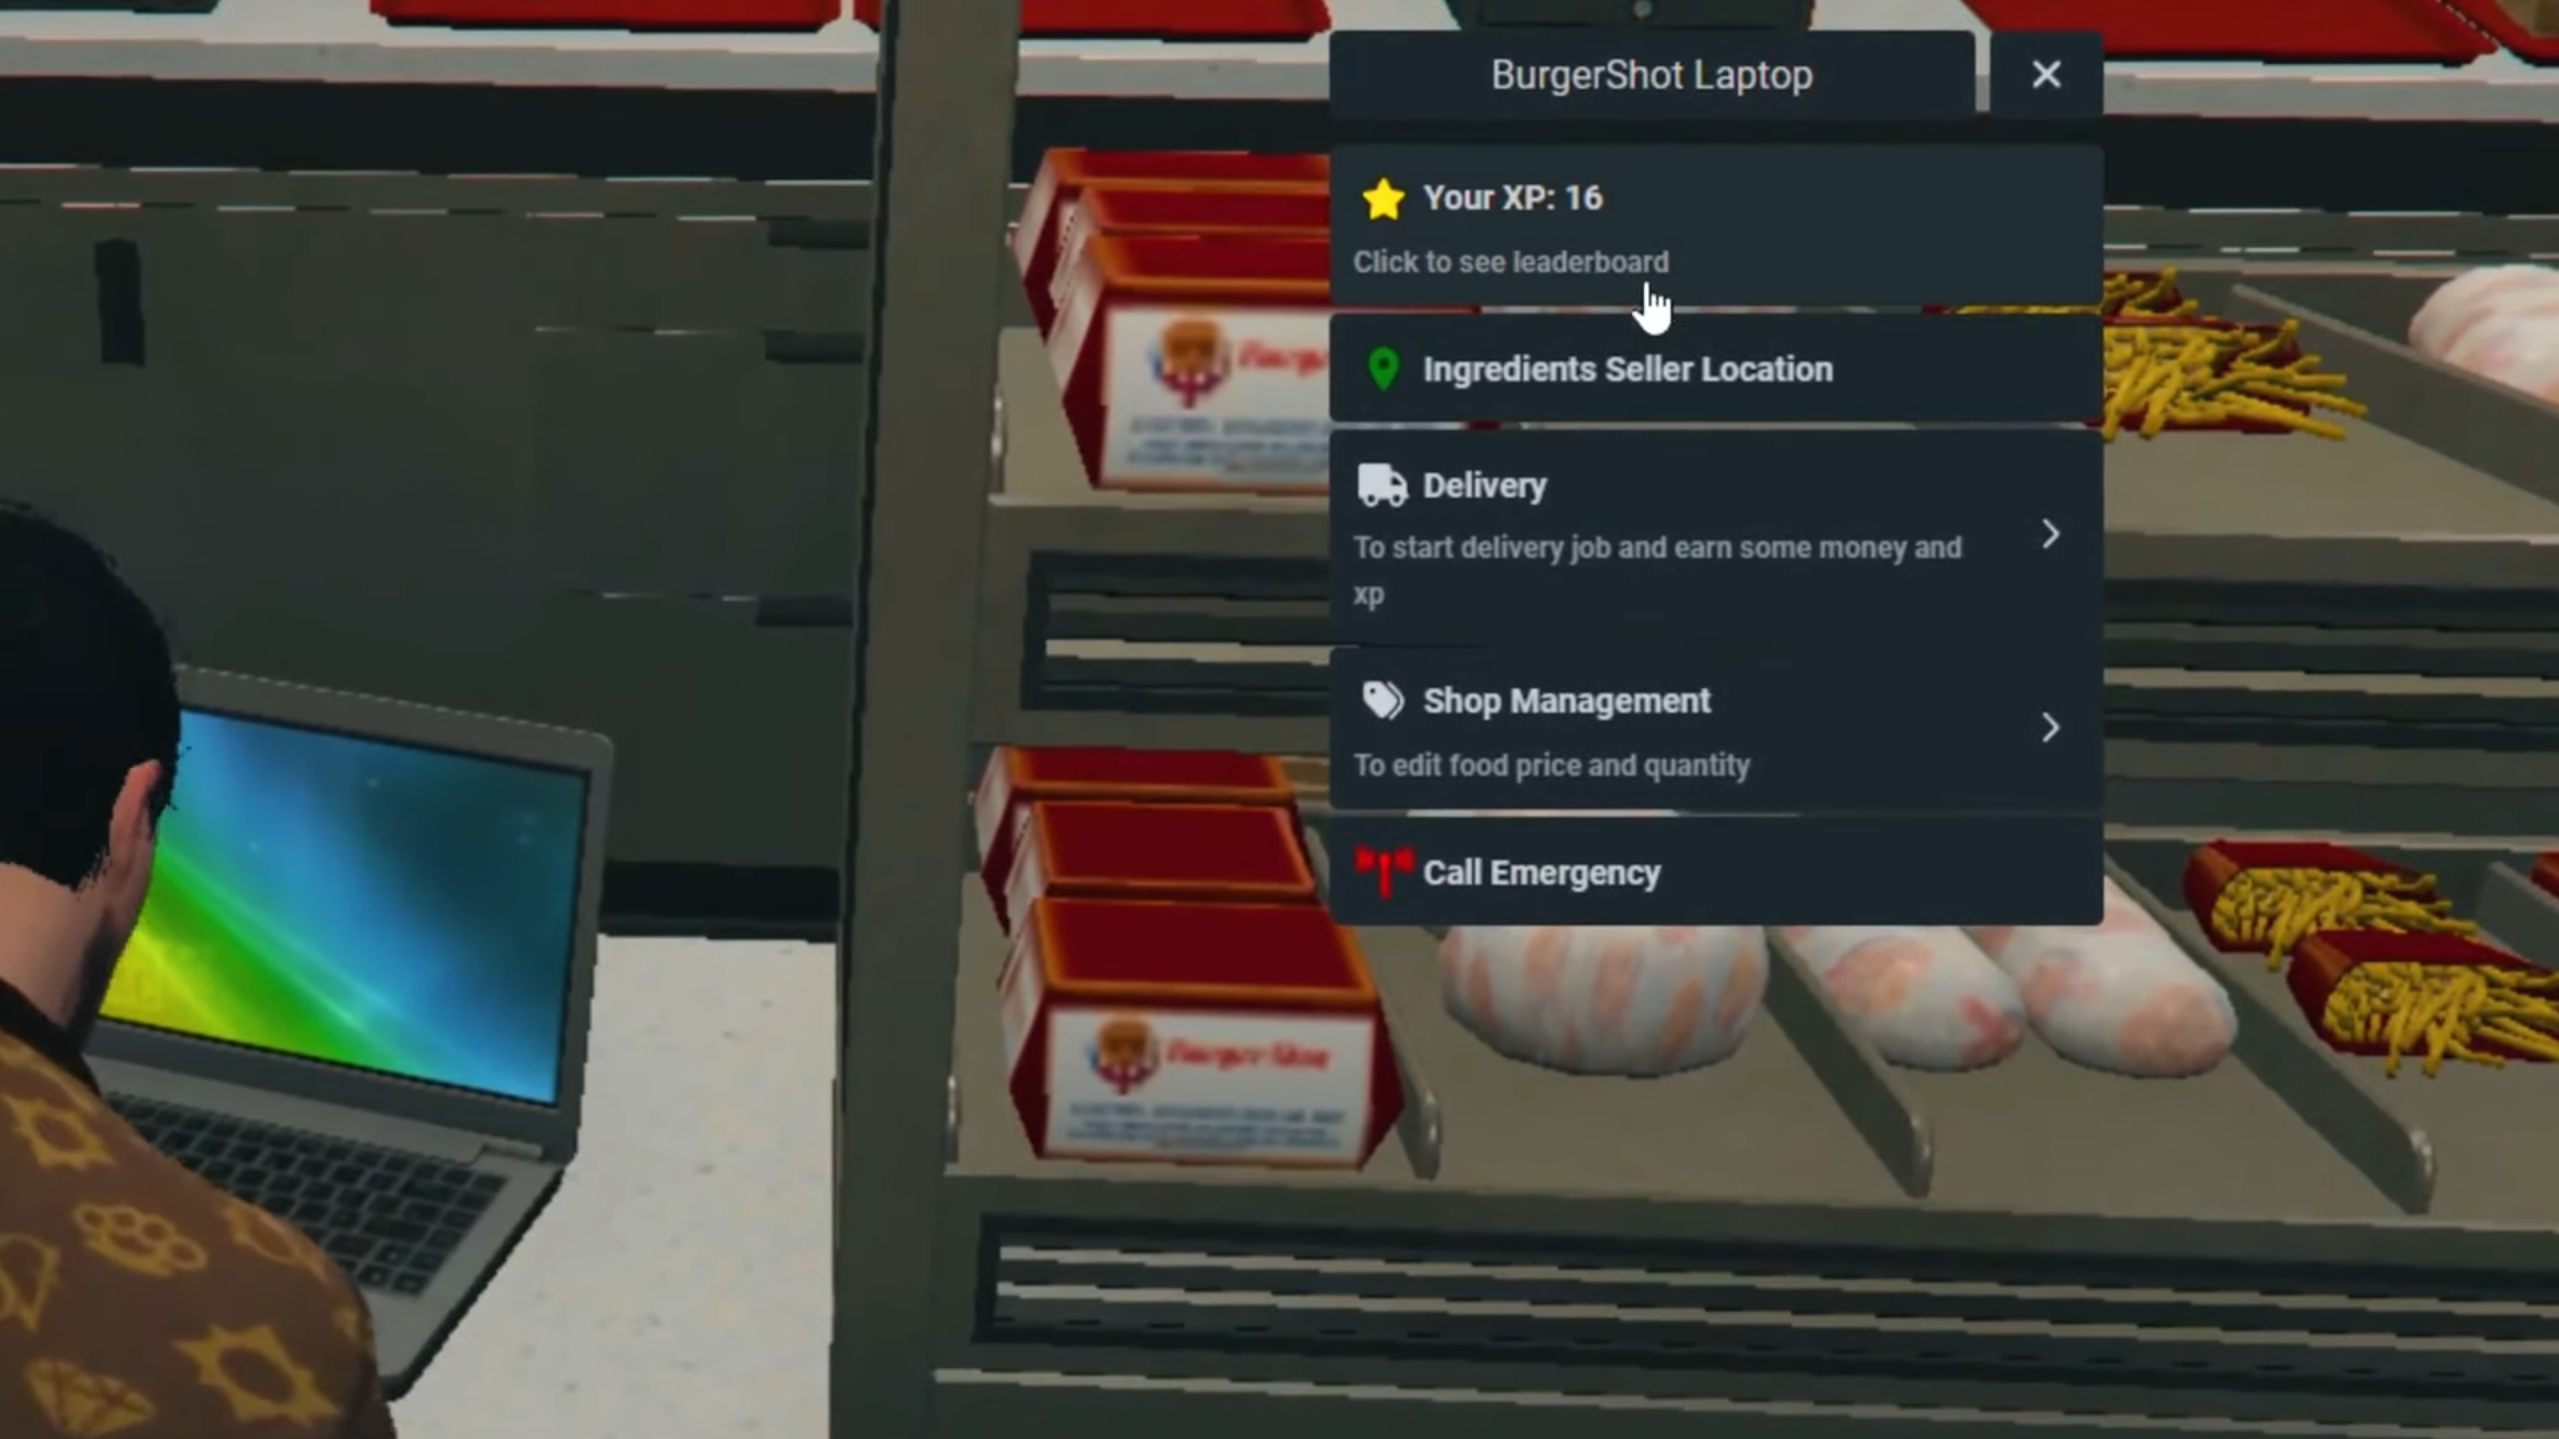 BurgerShot Laptop
Your XP: 16
Click to see leaderboard
Ingredients Seller Location
Delivery
To start delivery job and earn some money and
xp
Shop Management
To edit food price and quantity
Call Emergency